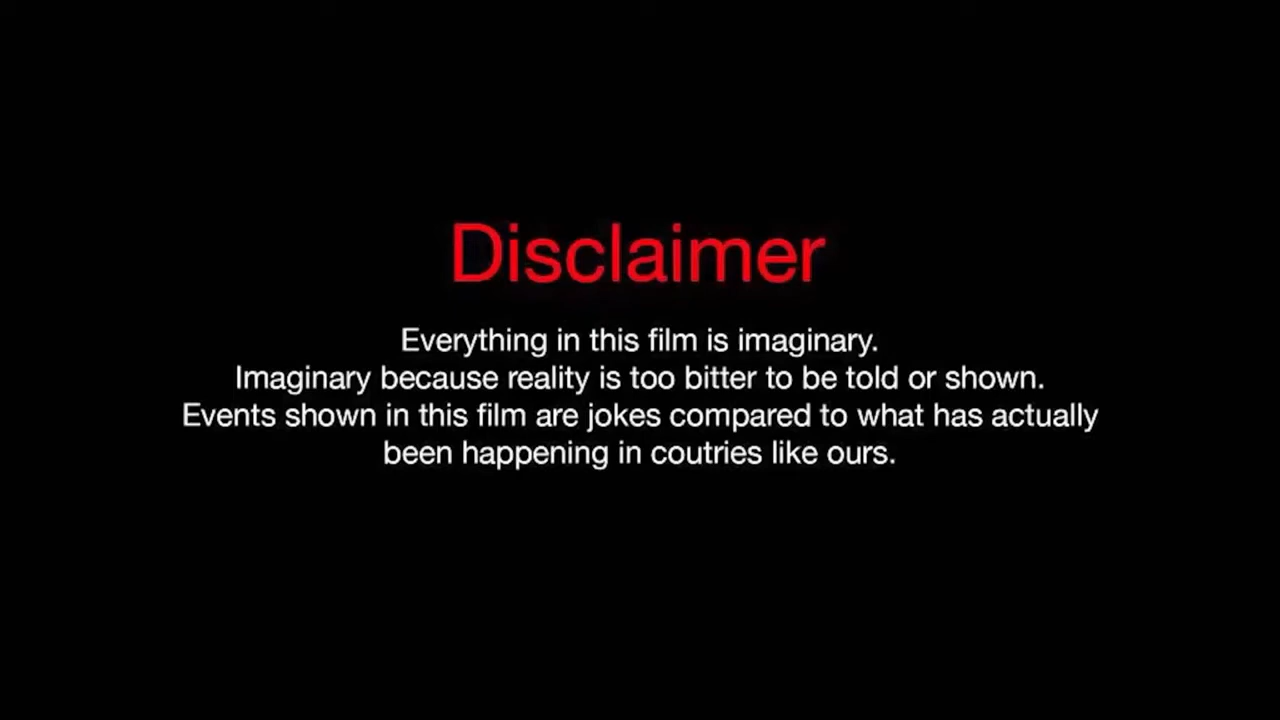 Disclaimer
Everything in this film is imaginary.
Imaginary because reality is too bitter to be told or shown.
Events shown in this film are jokes compared to what has actually
been happening in coutries like ours.